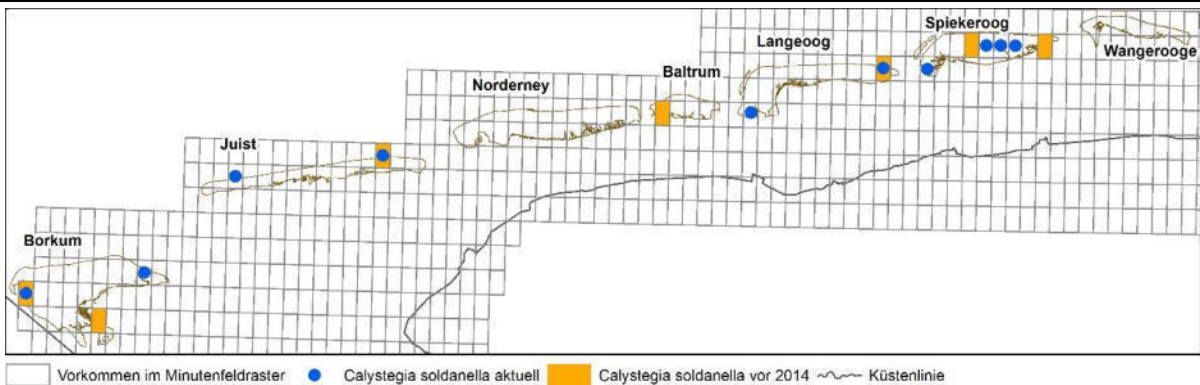 Spiekeroog
Langeoog
Wangerooge
Baltrum
Norderney
Juist
Borkum
Vorkommen im Minutenfeldraster Calystegia soldanella aktuell Calystegia soldanella vor 2014 Küstenlinie